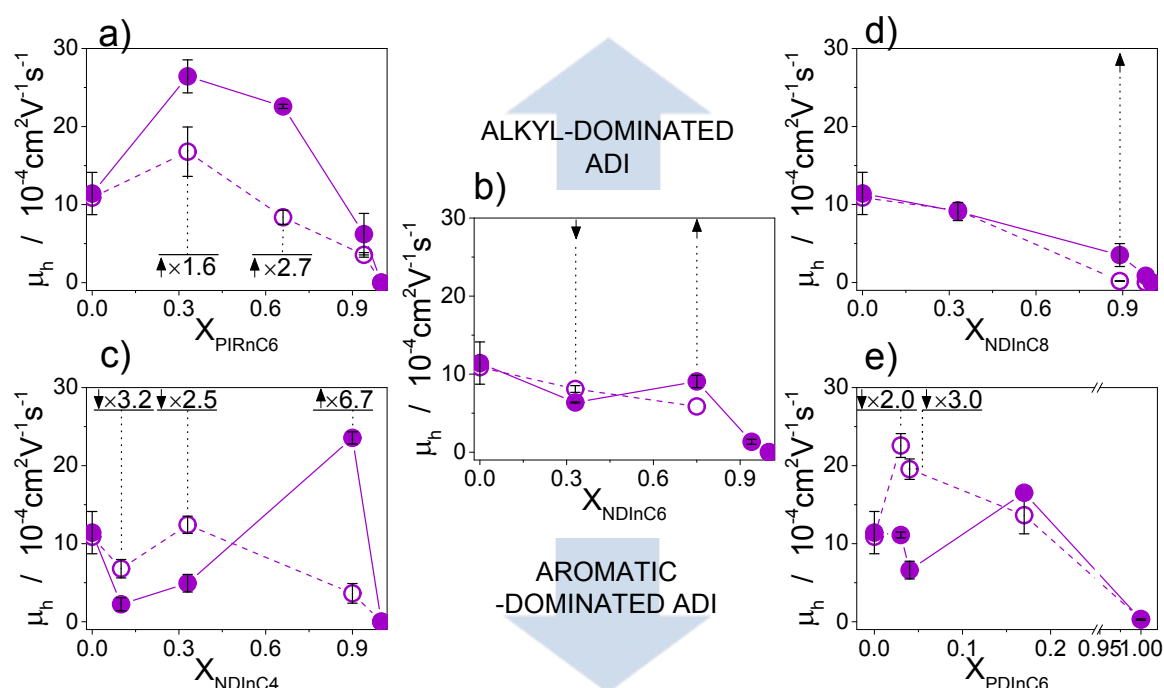 a)
30
20
10
0
μh / 10-4cm2V-1s-1
×1.6
×2.7
0.0 0.3 0.6 0.9
XPIRnC6
ALKYL-DOMINATED
ADI
d)
30
20
10
0
μh / 10-4cm2V-1s-1
0.0 0.3 0.6 0.9
XNDInC8
b)
30
20
10
0
μh / 10-4cm2V-1s-1
0.0 0.3 0.6 0.9
XNDInC6
c)
×3.2 ×2.5 ×6.7
30
20
10
0
μh / 10-4cm2V-1s-1
0.0 0.3 0.6 0.9
XNDInC4
AROMATIC
-DOMINATED ADI
e)
×2.0 ×3.0
30
20
10
0
μh / 10-4cm2V-1s-1
0.0 0.1 0.2 0.951.00
XPDInC6